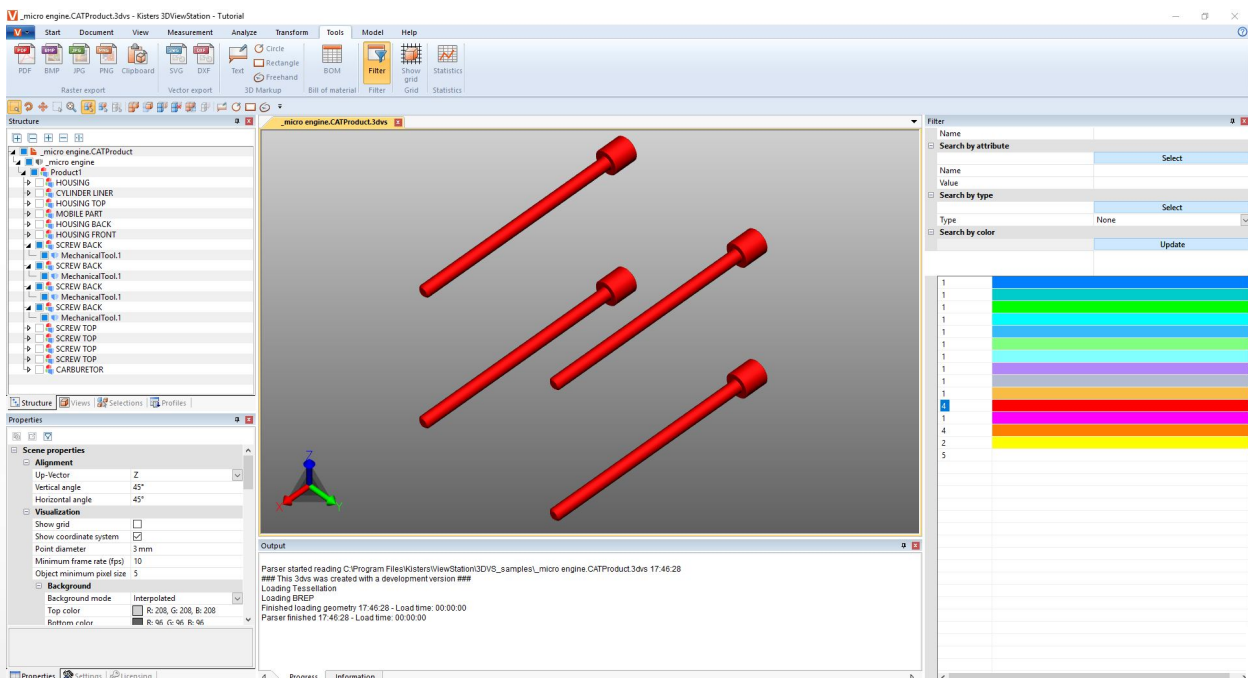 _micro engine.CATProduct.3dvs - Kisters 3DViewStation - Tutorial
Start Document View Measurement Analyze Transform Tools Model Help
PDF BMP JPG PNG Clipboard SVG DXF Text Circle Rectangle Freehand BOM Filter Show grid Statistics
Raster export Vector export 3D Markup Bill of material Filter Grid Statistics
Structure
_micro engine.CATProduct
_micro engine
Product1
HOUSING
CYLINDER LINER
HOUSING TOP
MOBILE PART
HOUSING BACK
HOUSING FRONT
SCREW BACK
MechanicalTool.1
SCREW BACK
MechanicalTool.1
SCREW BACK
MechanicalTool.1
SCREW BACK
MechanicalTool.1
SCREW TOP
SCREW TOP
SCREW TOP
SCREW TOP
CARBURETOR
Structure Views Selections Profiles
Properties
Scene properties
Alignment
Up-Vector Z
Vertical angle 45°
Horizontal angle 45°
Visualization
Show grid
Show coordinate system
Point diameter 3 mm
Minimum frame rate (fps) 10
Object minimum pixel size 5
Background
Background mode Interpolated
Top color R: 208, G: 208, B: 208
Bottom color R: 96, G: 96, B: 96
Properties Settings Licensing
_micro engine.CATProduct.3dvs
Z
X Y
Output
Parser started reading C:\Program Files\Kisters\ViewStation\3DVS_samples\_micro engine.CATProduct.3dvs 17:46:28
### This 3dvs was created with a development version ###
Loading Tessellation
Loading BREP
Finished loading geometry 17:46:28 - Load time: 00:00:00
Parser finished 17:46:28 - Load time: 00:00:00
Progress Information
Filter
Name
Search by attribute
Select
Name
Value
Search by type
Select
Type None
Search by color
Update
1
1
1
1
1
1
1
1
1
1
4
1
4
2
5